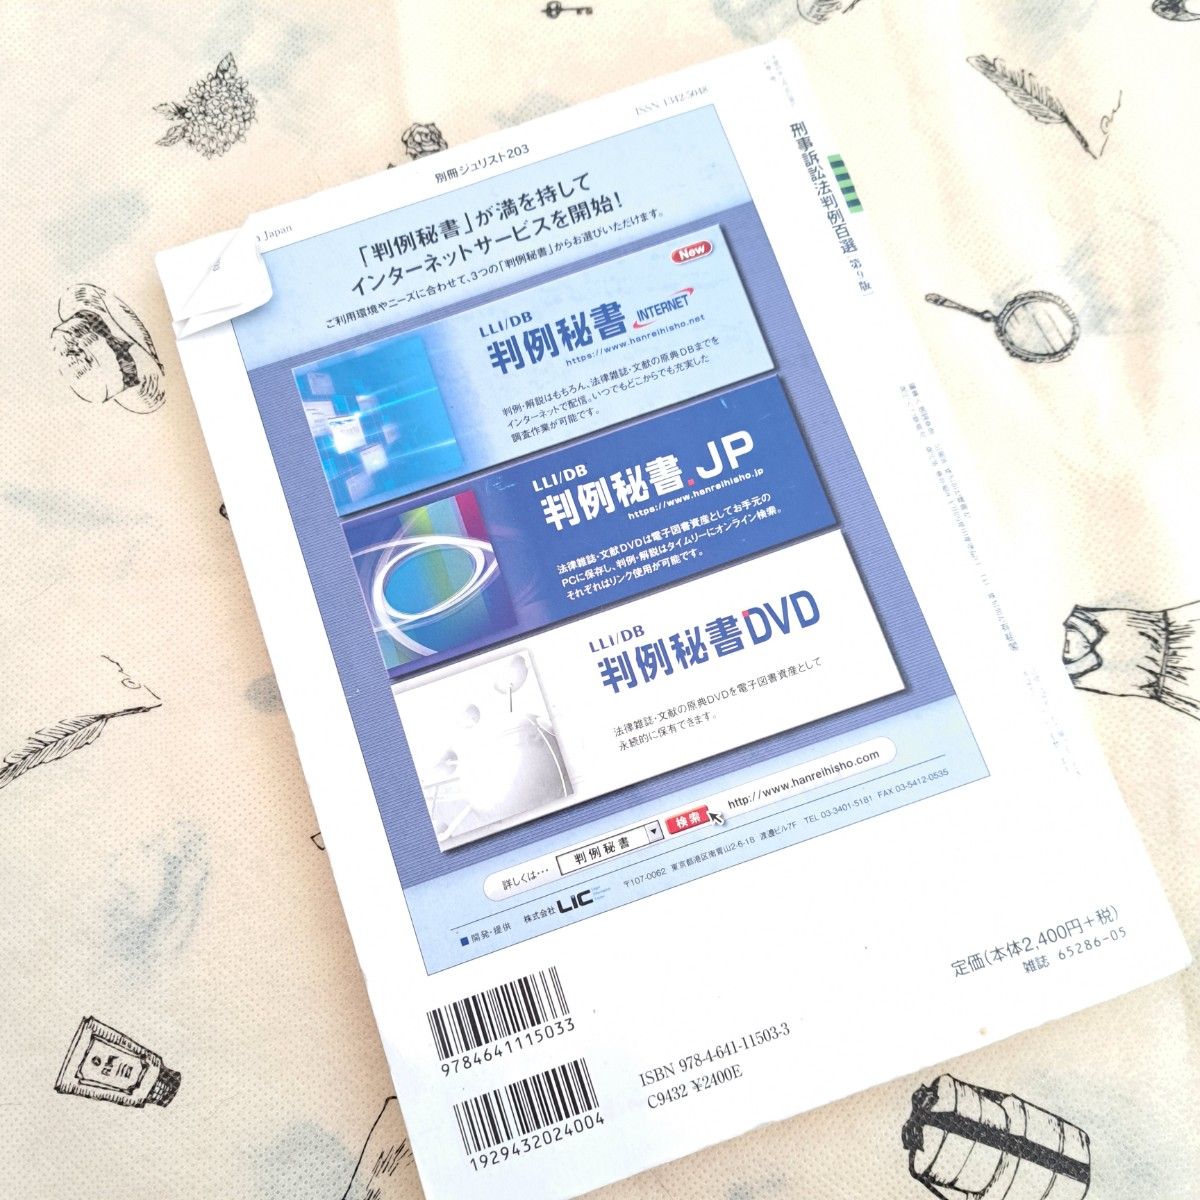 ISSN 1342-5048
別冊ジュリスト203
Japan
「判例秘書」が満を持して
インターネットサービスを開始!
ご利用環境やニーズに合わせて、3つの「判例秘書」からお選びいただけます。
New
LLI/DB
判例秘書 INTERNET
https://www.hanreihisho.net
判例・解説はもちろん、法律雑誌・文献の原典DBまでを
インターネットで配信。いつでもどこからでも充実した
調査作業が可能です。
LLI/DB
判例秘書.JP
https://www.hanreihisho.jp
法律雑誌・文献DVDは電子図書資産としてお手元の
PCに保存し、判例・解説はタイムリーにオンライン検索。
それぞれはリンク使用が可能です。
LLI/DB
判例秘書DVD
法律雑誌・文献の原典DVDを電子図書資産として
永続的に保有できます。
詳しくは… 判例秘書 検索 http://www.hanreihisho.com
■開発・提供 株式会社 LIC 〒107-0062 東京都港区南青山2-6-18 渡邊ビル7F TEL 03-3401-5181 FAX 03-5412-0535
刑事訴訟法判例百選 第9版
9784641115033
1929432024004
ISBN 978-4-641-11503-3
C9432 ¥2400E
定価(本体2,400円+税)
雑誌 65286-05